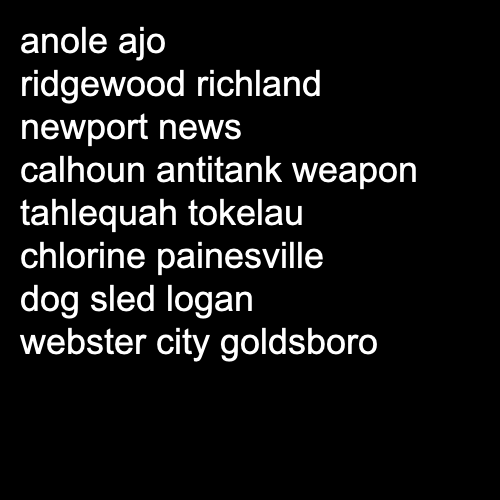 anole ajo
ridgewood richland
newport news
calhoun antitank weapon
tahlequah tokelau
chlorine painesville
dog sled logan
webster city goldsboro